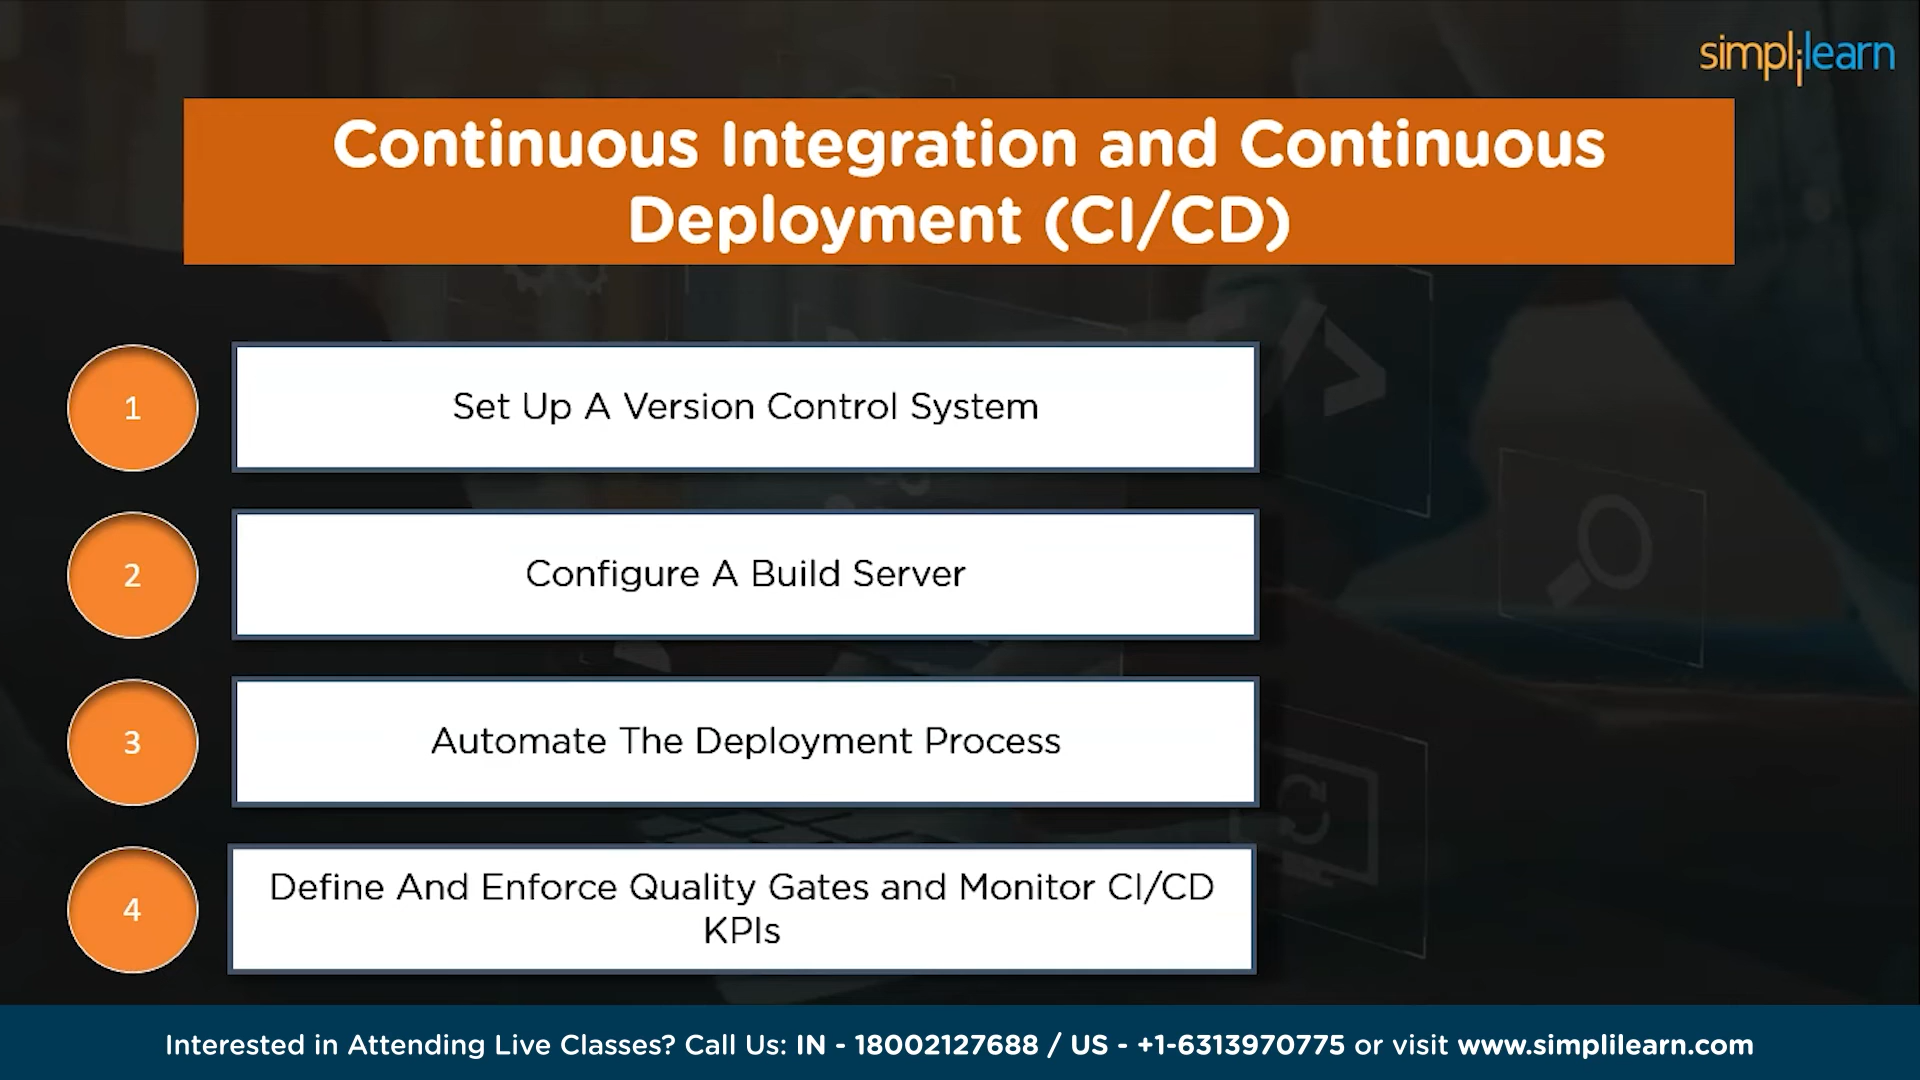 simplilearn
Continuous Integration and Continuous
Deployment (CI/CD)
1
Set Up A Version Control System
2
Configure A Build Server
3
Automate The Deployment Process
4
Define And Enforce Quality Gates and Monitor CI/CD
KPIs
Interested in Attending Live Classes? Call Us: IN - 18002127688 / US - +1-6313970775 or visit www.simplilearn.com